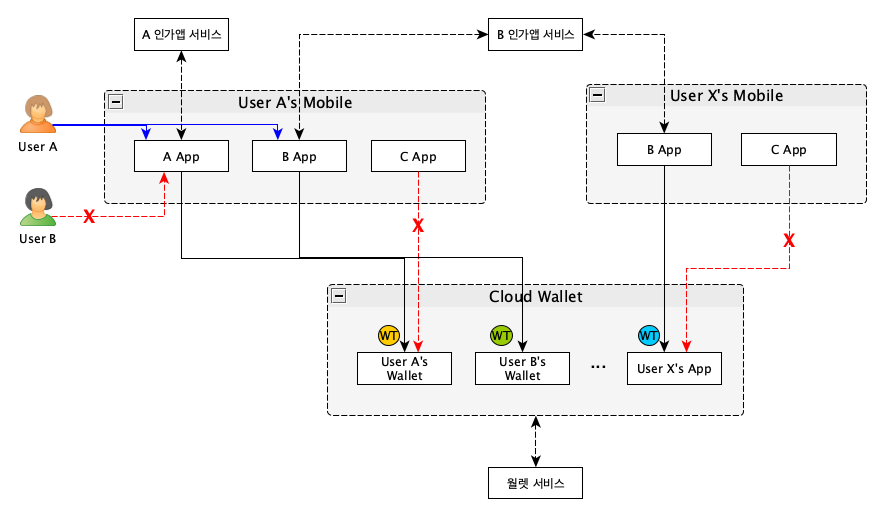 A 인가앱 서비스
B 인가앱 서비스
User A's Mobile
User X's Mobile
User A
A App
B App
C App
B App
C App
X
User B
X
X
Cloud Wallet
WT
WT
WT
User A's
Wallet
User B's
Wallet
...
User X's App
월렛 서비스